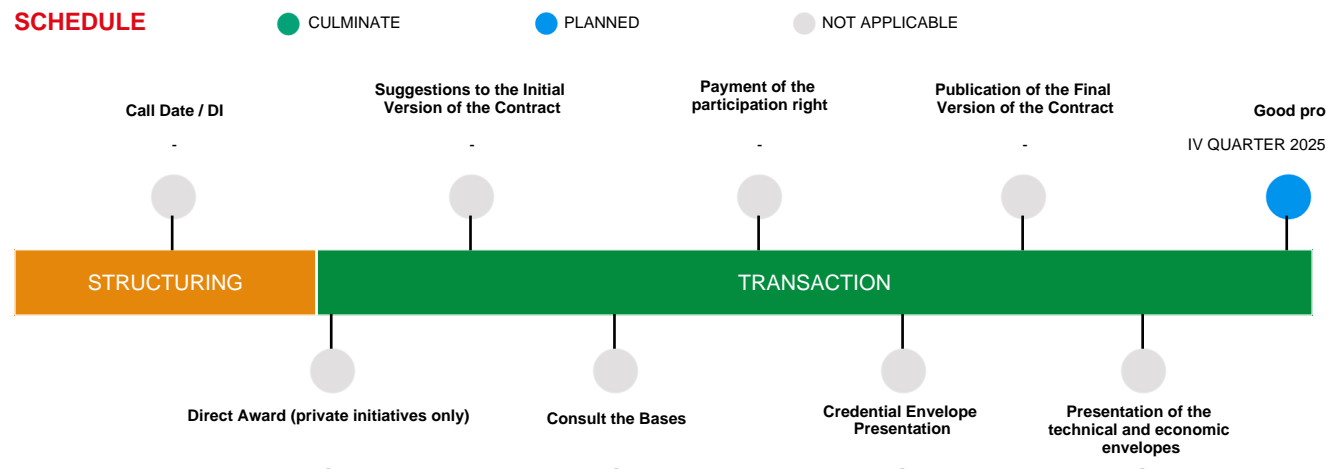 SCHEDULE
CULMINATE
PLANNED
NOT APPLICABLE
Call Date / DI
-
Suggestions to the Initial
Version of the Contract
-
Payment of the
participation right
-
Publication of the Final
Version of the Contract
-
Good pro
IV QUARTER 2025
STRUCTURING
TRANSACTION
Direct Award (private initiatives only)
-
Consult the Bases
-
Credential Envelope
Presentation
-
Presentation of the
technical and economic
envelopes
-